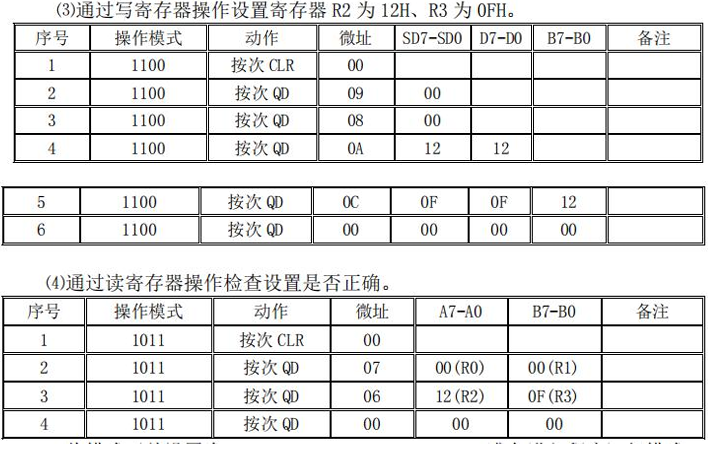 ⑶通过写寄存器操作设置寄存器 R2 为 12H、R3 为 0FH。
序号 操作模式 动作 微址 SD7-SD0 D7-D0 B7-B0 备注
1 1100 按次 CLR 00
2 1100 按次 QD 09 00
3 1100 按次 QD 08 00
4 1100 按次 QD 0A 12 12
5 1100 按次 QD 0C 0F 0F 12
6 1100 按次 QD 00 00 00 00
⑷通过读寄存器操作检查设置是否正确。
序号 操作模式 动作 微址 A7-A0 B7-B0 备注
1 1011 按次 CLR 00
2 1011 按次 QD 07 00(R0) 00(R1)
3 1011 按次 QD 06 12(R2) 0F(R3)
4 1011 按次 QD 00 00 00